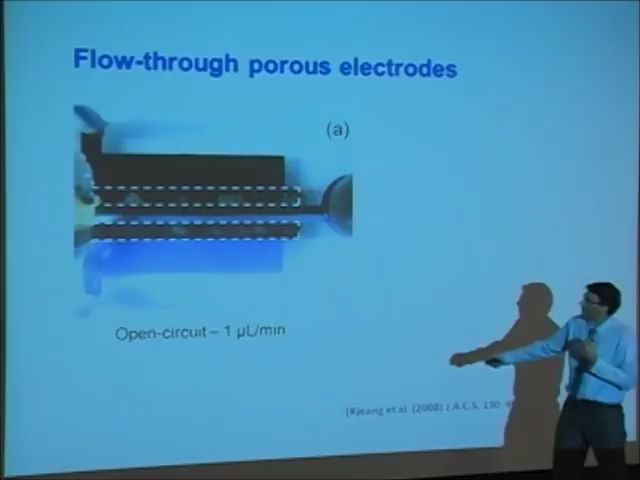 Flow-through porous electrodes
(a)
Open-circuit – 1 µL/min
[Kjeang et al. (2008) J.A.C.S, 130,